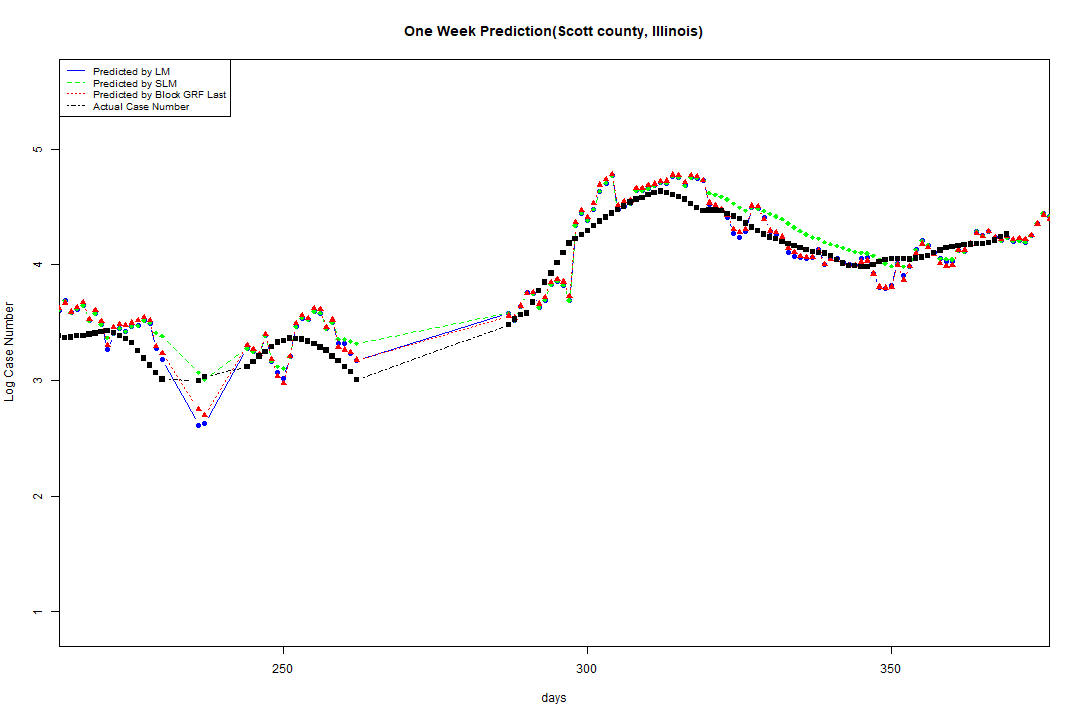 One Week Prediction(Scott county, Illinois)
Predicted by LM
Predicted by SLM
Predicted by Block GRF Last
Actual Case Number
5
4
3
2
1
Log Case Number
250 300 350
days